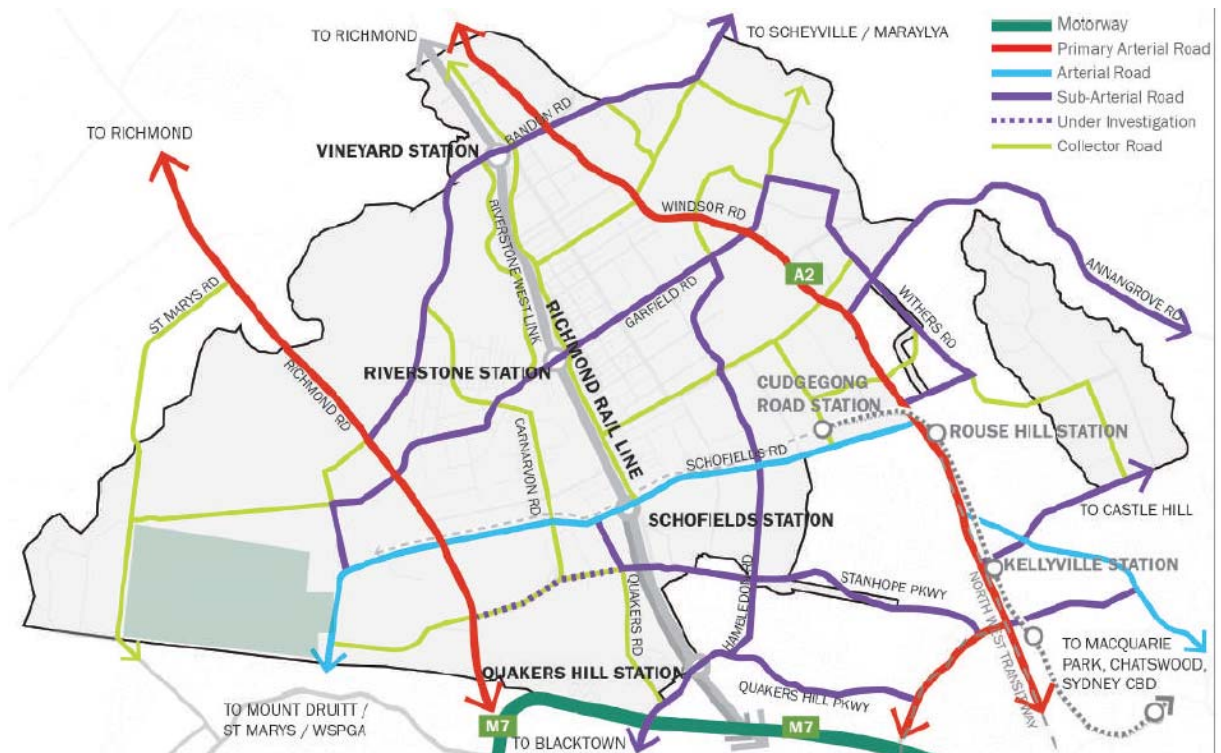 Motorway
Primary Arterial Road
Arterial Road
Sub-Arterial Road
Under Investigation
Collector Road
TO RICHMOND
TO SCHEYVILLE / MARAYLYA
TO RICHMOND
BANDON RD
VINEYARD STATION
WINDSOR RD
RIVERSTONE WEST LINK
A2
ANNANGROVE RD
ST MARYS RD
GARFIELD RD
WITHERS RD
RICHMOND RAIL LINE
RICHMOND RD
RIVERSTONE STATION
CUDGEGONG
ROAD STATION
ROUSE HILL STATION
CARNARVON RD
SCHOFIELDS RD
SCHOFIELDS STATION
TO CASTLE HILL
KELLYVILLE STATION
STANHOPE PKWY
HAMBLEDON RD
QUAKERS RD
NORTH WEST TRANSIT WAY
QUAKERS HILL STATION
QUAKERS HILL PKWY
TO MACQUARIE
PARK, CHATSWOOD,
SYDNEY CBD
TO MOUNT DRUITT /
ST MARYS / WSPGA
M7
M7
TO BLACKTOWN